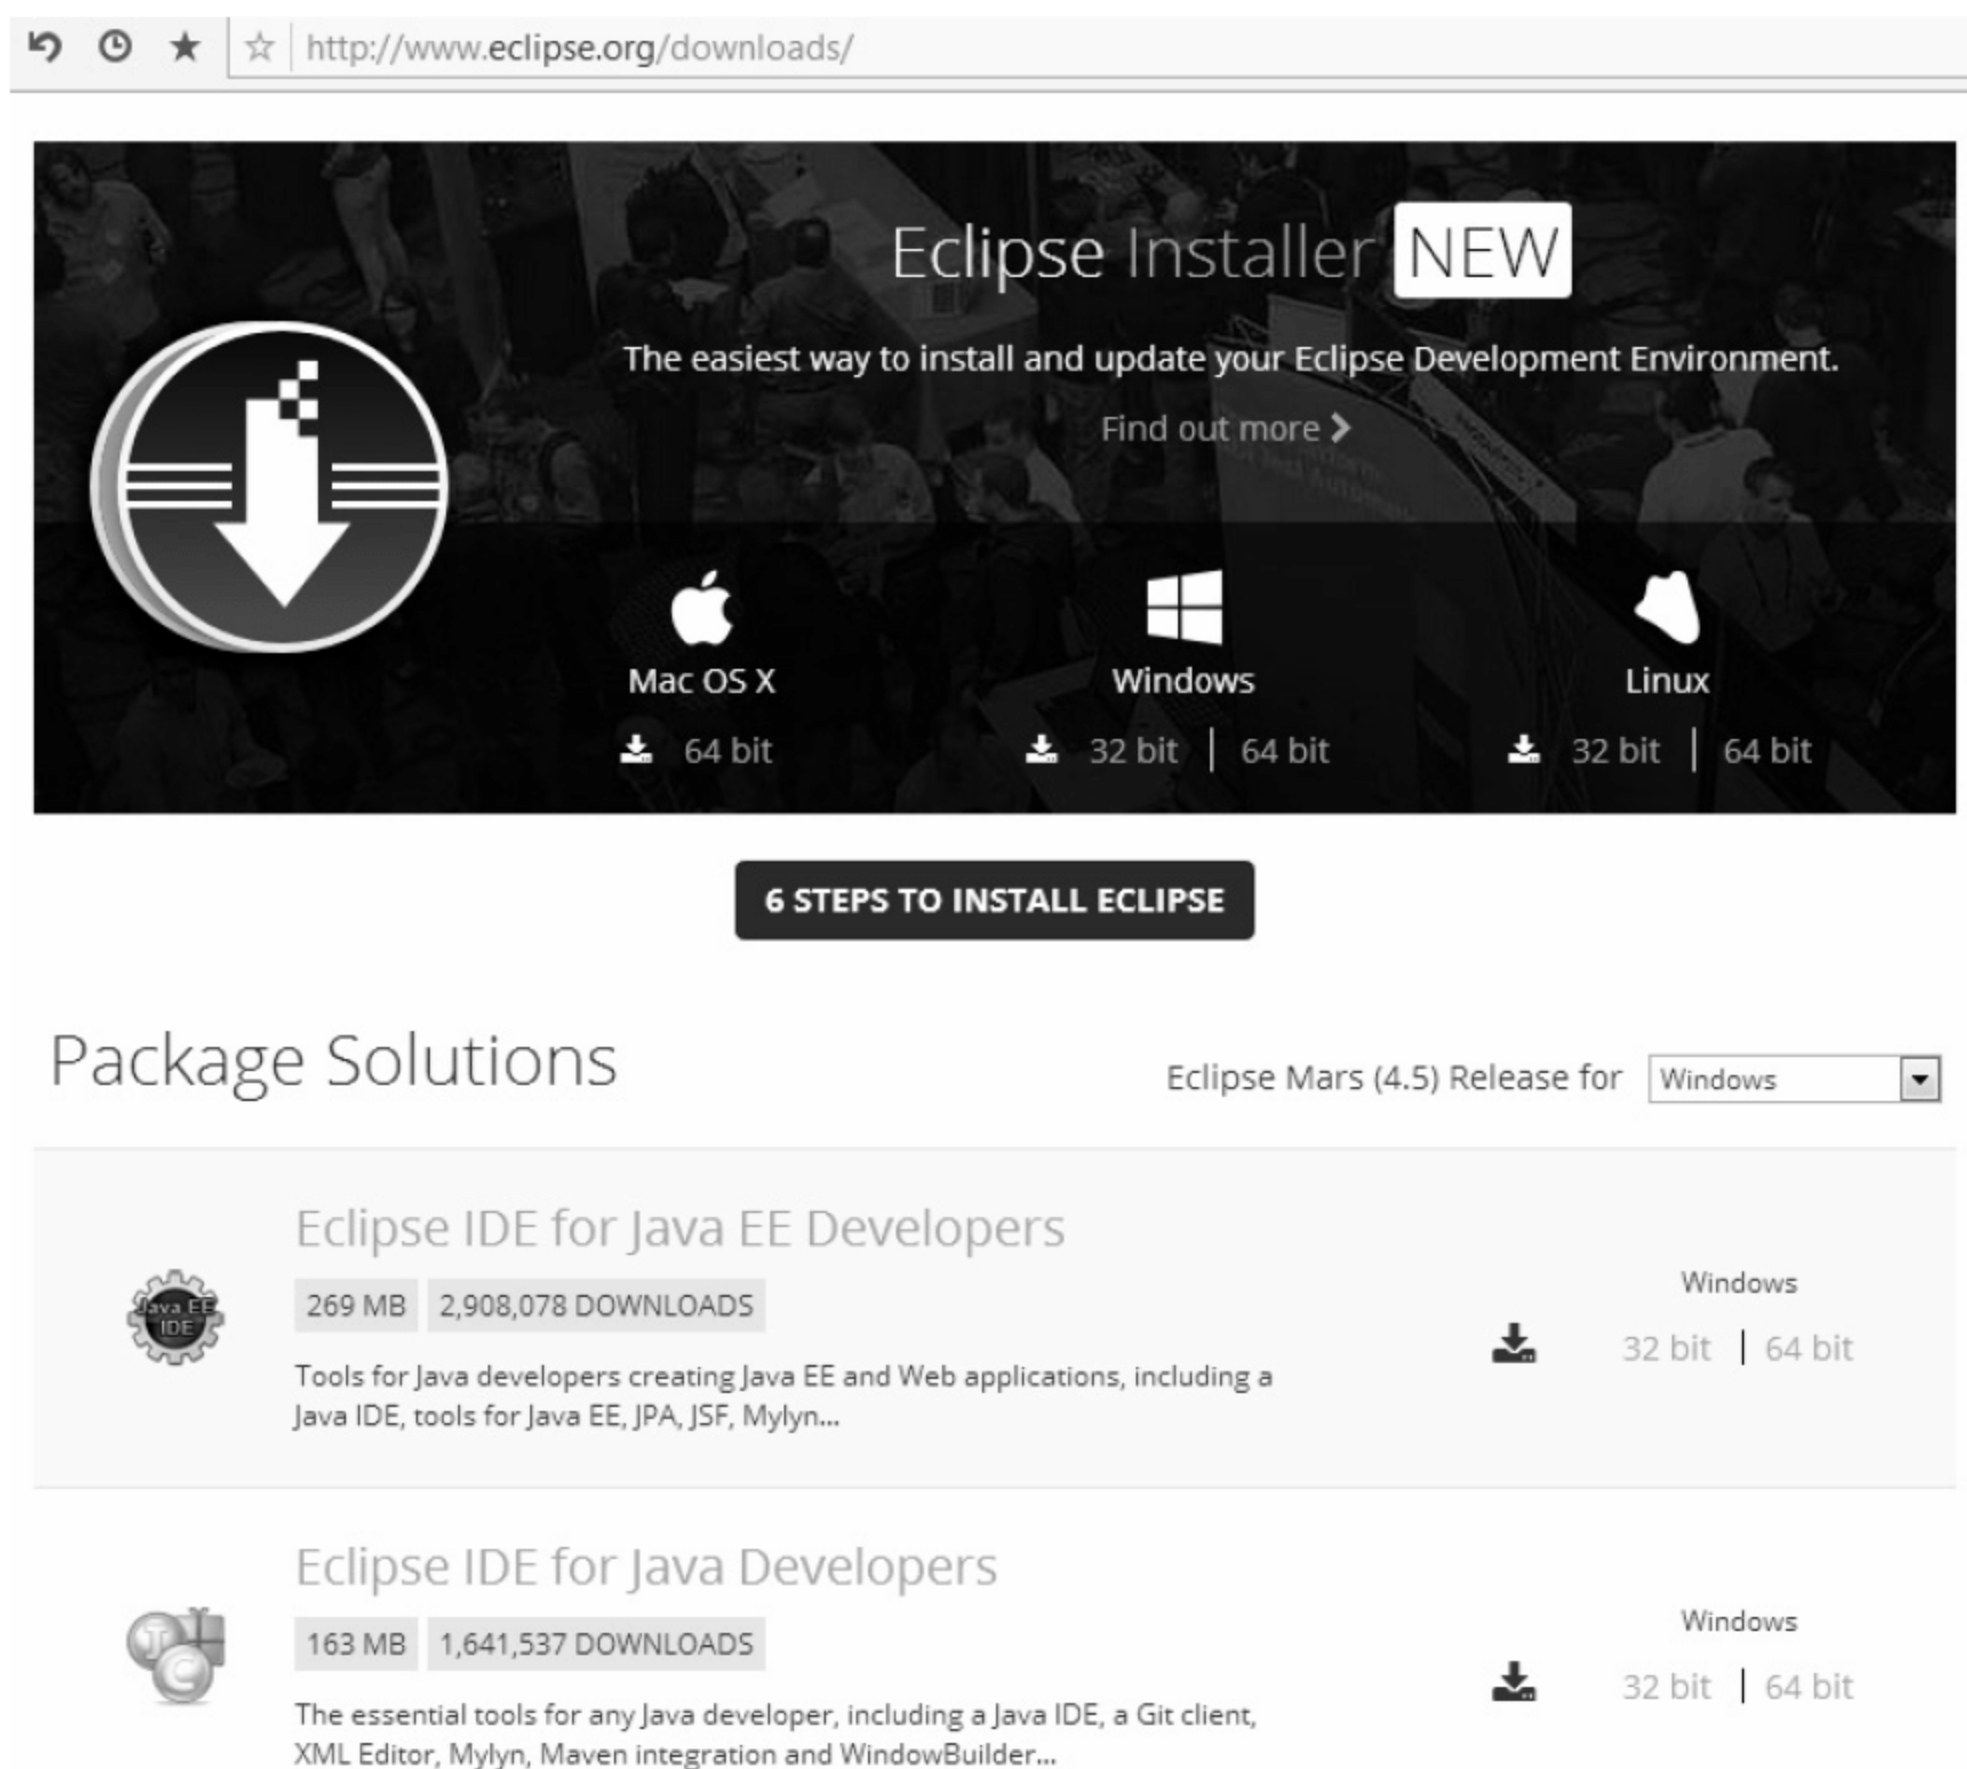 http://www.eclipse.org/downloads/
Eclipse Installer NEW
The easiest way to install and update your Eclipse Development Environment.
Find out more
Mac OS X
64 bit
Windows
32 bit | 64 bit
Linux
32 bit | 64 bit
6 STEPS TO INSTALL ECLIPSE
Package Solutions
Eclipse Mars (4.5) Release for Windows
Eclipse IDE for Java EE Developers
Java EE
IDE
269 MB 2,908,078 DOWNLOADS
Tools for Java developers creating Java EE and Web applications, including a
Java IDE, tools for Java EE, JPA, JSF, Mylyn...
Windows
32 bit | 64 bit
Eclipse IDE for Java Developers
J
C
163 MB 1,641,537 DOWNLOADS
The essential tools for any Java developer, including a Java IDE, a Git client,
XML Editor, Mylyn, Maven integration and WindowBuilder...
Windows
32 bit | 64 bit